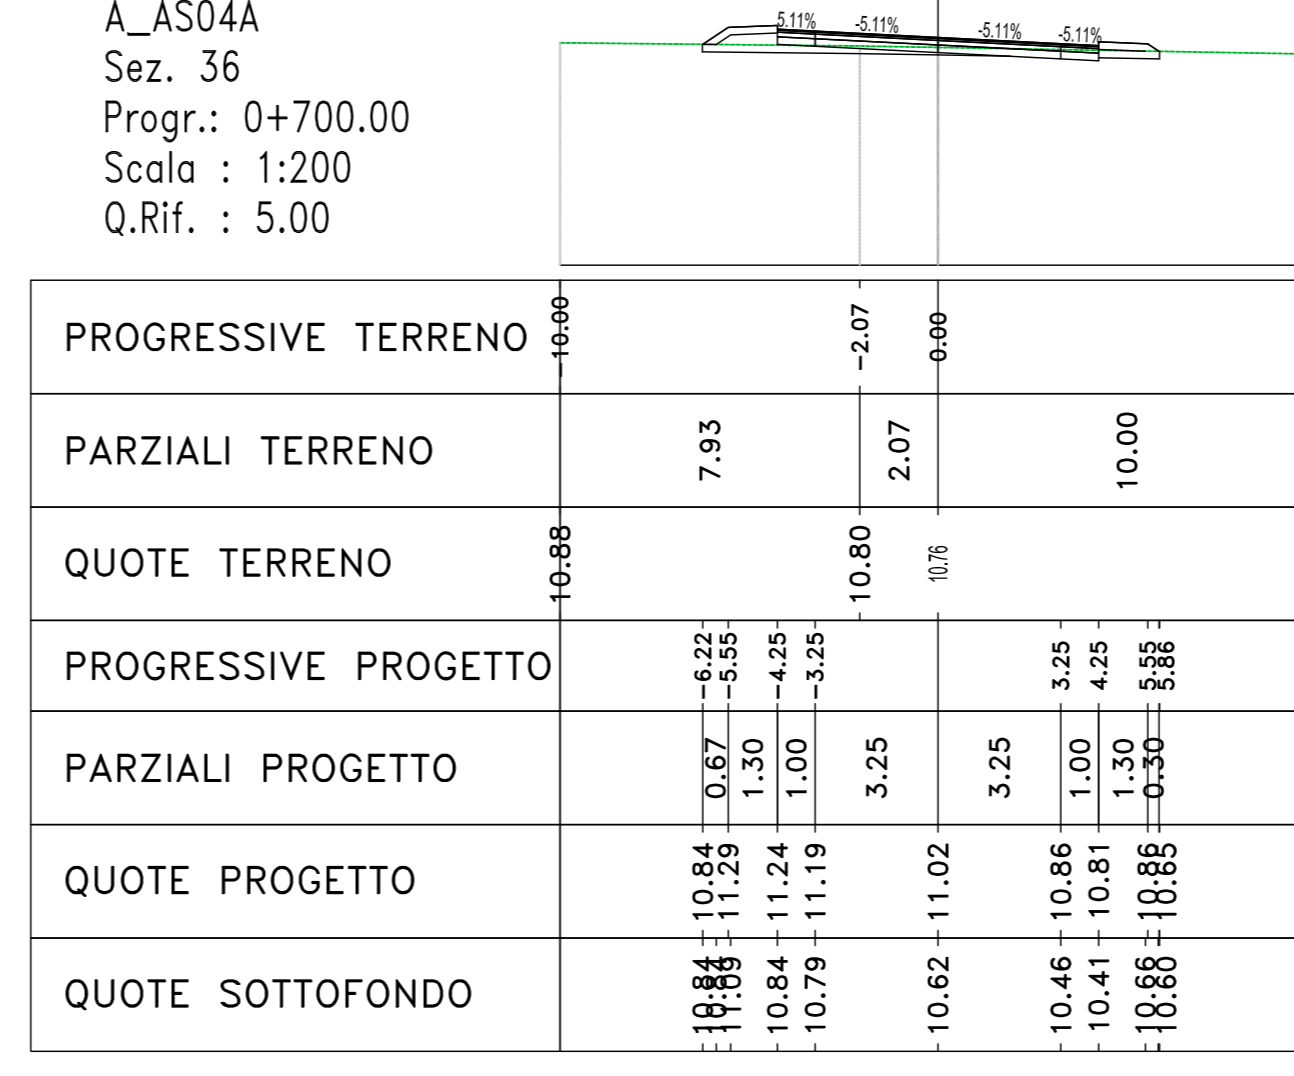 A_AS04A
Sez. 36
Progr.: 0+700.00
Scala : 1:200
Q.Rif. : 5.00
5.11% -5.11% -5.11% -5.11%
PROGRESSIVE TERRENO -10.00 -2.07 0.00
PARZIALI TERRENO 7.93 2.07 10.00
QUOTE TERRENO 10.88 10.80 10.76
PROGRESSIVE PROGETTO -6.22 -5.55 -4.25 -3.25 3.25 4.25 5.55 5.86
PARZIALI PROGETTO 0.67 1.30 1.00 3.25 3.25 1.00 1.30 0.30
QUOTE PROGETTO 10.84 11.29 11.24 11.19 11.02 10.86 10.81 10.86 10.65
QUOTE SOTTOFONDO 10.84 11.09 10.84 10.79 10.62 10.46 10.41 10.66 10.60